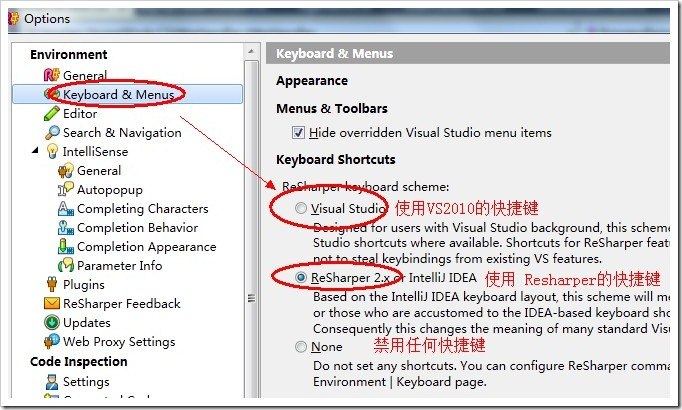 Options
Environment
General
Keyboard & Menus
Editor
Search & Navigation
IntelliSense
General
Autopopup
Completing Characters
Completion Behavior
Completion Appearance
Parameter Info
Plugins
ReSharper Feedback
Updates
Web Proxy Settings
Code Inspection
Settings
Keyboard & Menus
Appearance
Menus & Toolbars
Hide overridden Visual Studio menu items
Keyboard Shortcuts
ReSharper keyboard scheme:
Visual Studio 使用VS2010的快捷键
Designed for users with Visual Studio background, this scheme
Studio shortcuts where available. Shortcuts for ReSharper feat
not to steal keybindings from existing VS features.
ReSharper 2.x or IntelliJ IDEA 使用 Resharper的快捷键
Based on the IntelliJ IDEA keyboard layout, this scheme will me
or those who are accustomed to the IDEA-based keyboard sho
Consequently this changes the meaning of many standard Visu
None 禁用任何快捷键
Do not set any shortcuts. You can configure ReSharper comma
Environment | Keyboard page.